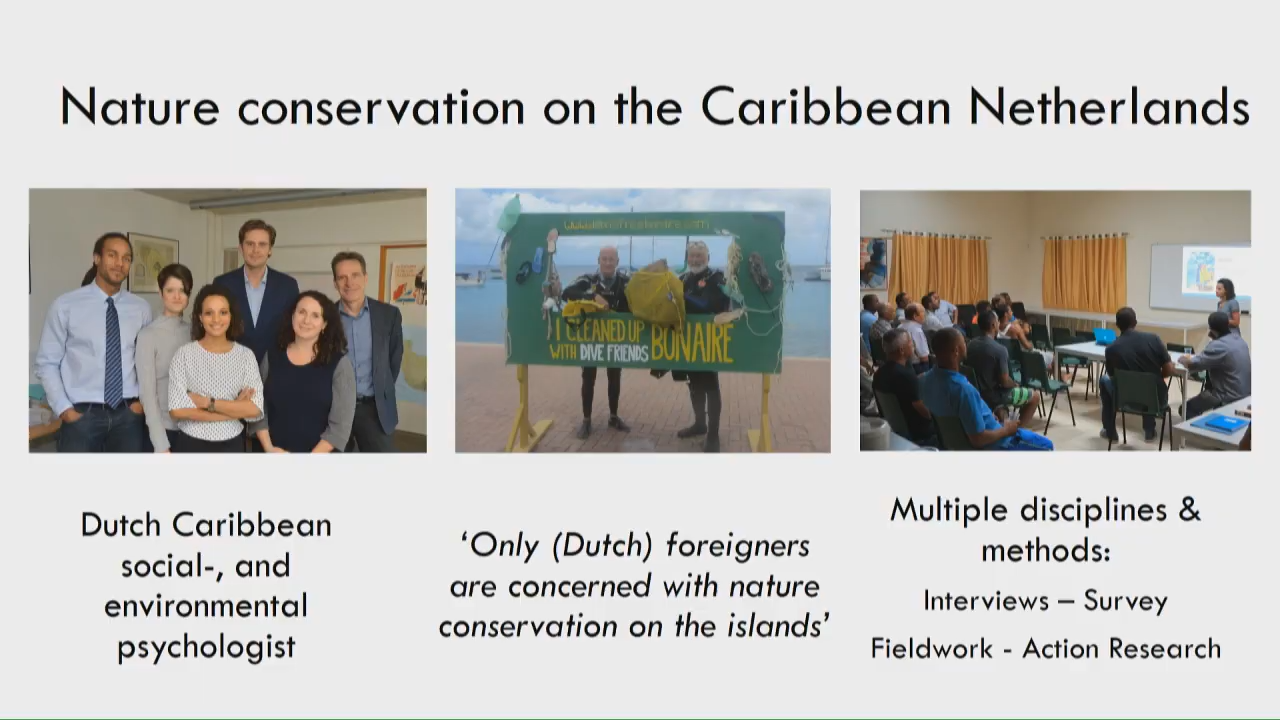 Nature conservation on the Caribbean Netherlands
I CLEANED UP BONAIRE
WITH DIVE FRIENDS
Dutch Caribbean
social-, and
environmental
psychologist
‘Only (Dutch) foreigners
are concerned with nature
conservation on the islands’
Multiple disciplines &
methods:
Interviews – Survey
Fieldwork - Action Research